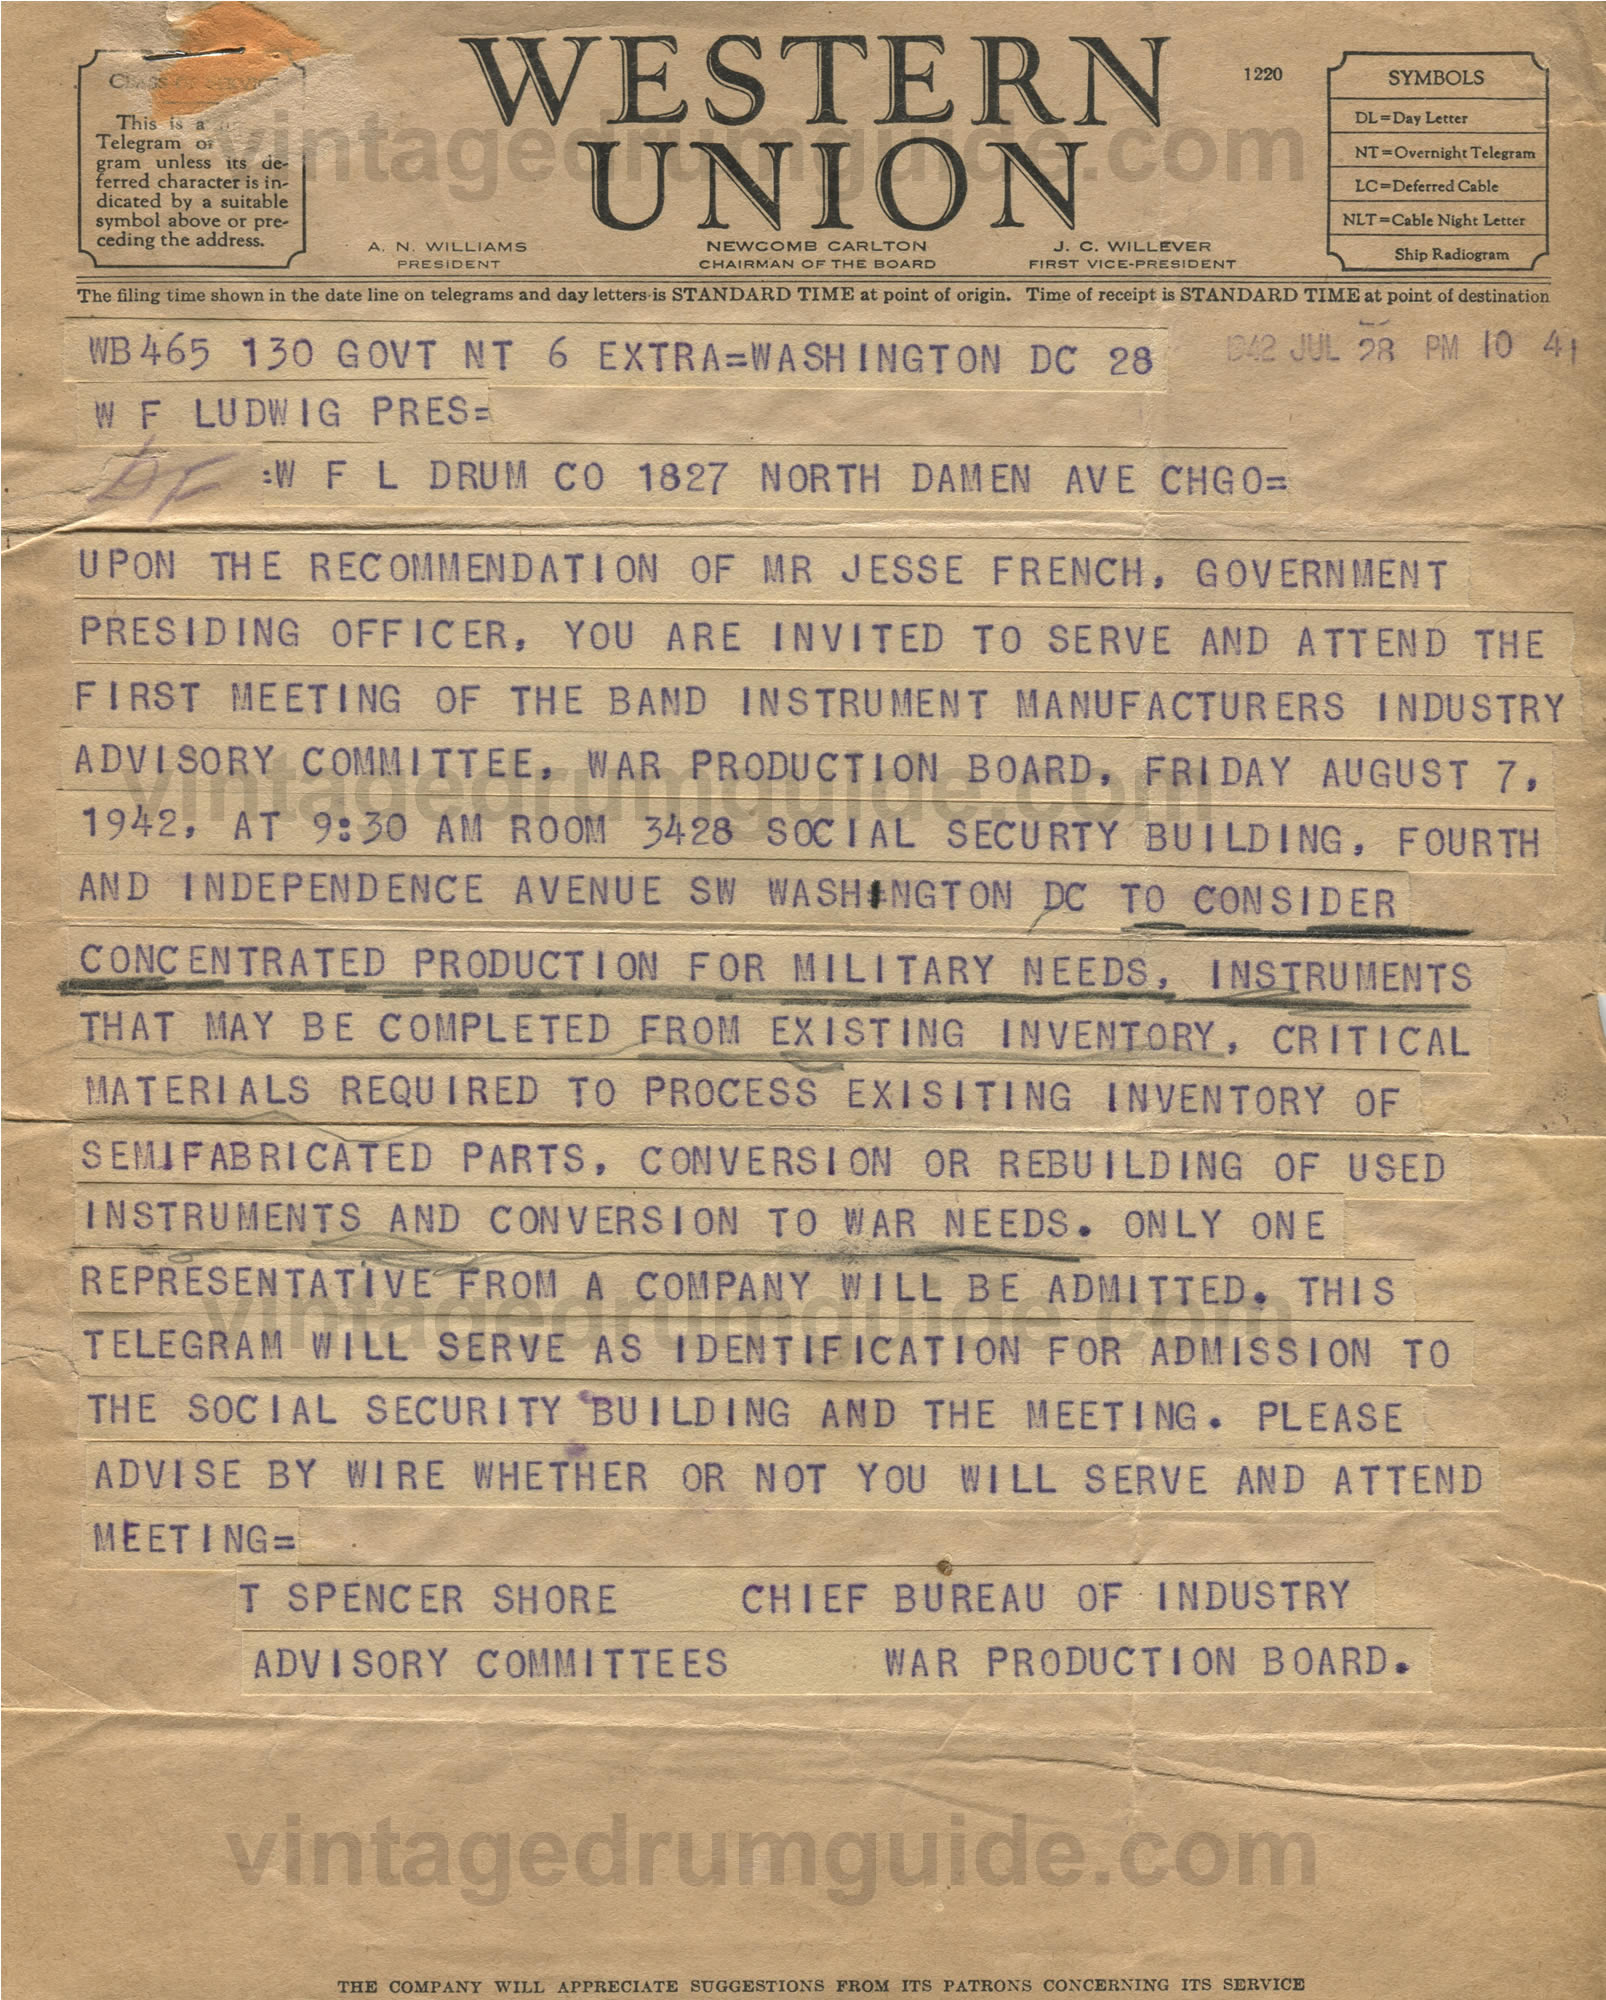 WESTERN
UNION
1220
CLASS OF SERVICE
This is a
Telegram or
gram unless its de-
ferred character is in-
dicated by a suitable
symbol above or pre-
ceding the address.
SYMBOLS
DL=Day Letter
NT=Overnight Telegram
LC=Deferred Cable
NLT=Cable Night Letter
Ship Radiogram
A. N. WILLIAMS
PRESIDENT
NEWCOMB CARLTON
CHAIRMAN OF THE BOARD
J. C. WILLEVER
FIRST VICE-PRESIDENT
The filing time shown in the date line on telegrams and day letters is STANDARD TIME at point of origin. Time of receipt is STANDARD TIME at point of destination
WB465 130 GOVT NT 6 EXTRA=WASHINGTON DC 28
1942 JUL 28 PM 10 41
W F LUDWIG PRES=
:W F L DRUM CO 1827 NORTH DAMEN AVE CHGO=
UPON THE RECOMMENDATION OF MR JESSE FRENCH, GOVERNMENT
PRESIDING OFFICER, YOU ARE INVITED TO SERVE AND ATTEND THE
FIRST MEETING OF THE BAND INSTRUMENT MANUFACTURERS INDUSTRY
ADVISORY COMMITTEE, WAR PRODUCTION BOARD, FRIDAY AUGUST 7,
1942, AT 9:30 AM ROOM 3428 SOCIAL SECURTY BUILDING, FOURTH
AND INDEPENDENCE AVENUE SW WASHINGTON DC TO CONSIDER
CONCENTRATED PRODUCTION FOR MILITARY NEEDS, INSTRUMENTS
THAT MAY BE COMPLETED FROM EXISTING INVENTORY, CRITICAL
MATERIALS REQUIRED TO PROCESS EXISITING INVENTORY OF
SEMIFABRICATED PARTS, CONVERSION OR REBUILDING OF USED
INSTRUMENTS AND CONVERSION TO WAR NEEDS. ONLY ONE
REPRESENTATIVE FROM A COMPANY WILL BE ADMITTED. THIS
TELEGRAM WILL SERVE AS IDENTIFICATION FOR ADMISSION TO
THE SOCIAL SECURITY BUILDING AND THE MEETING. PLEASE
ADVISE BY WIRE WHETHER OR NOT YOU WILL SERVE AND ATTEND
MEETING=
T SPENCER SHORE CHIEF BUREAU OF INDUSTRY
ADVISORY COMMITTEES WAR PRODUCTION BOARD.
vintagedrumguide.com
vintagedrumguide.com
vintagedrumguide.com
vintagedrumguide.com
THE COMPANY WILL APPRECIATE SUGGESTIONS FROM ITS PATRONS CONCERNING ITS SERVICE